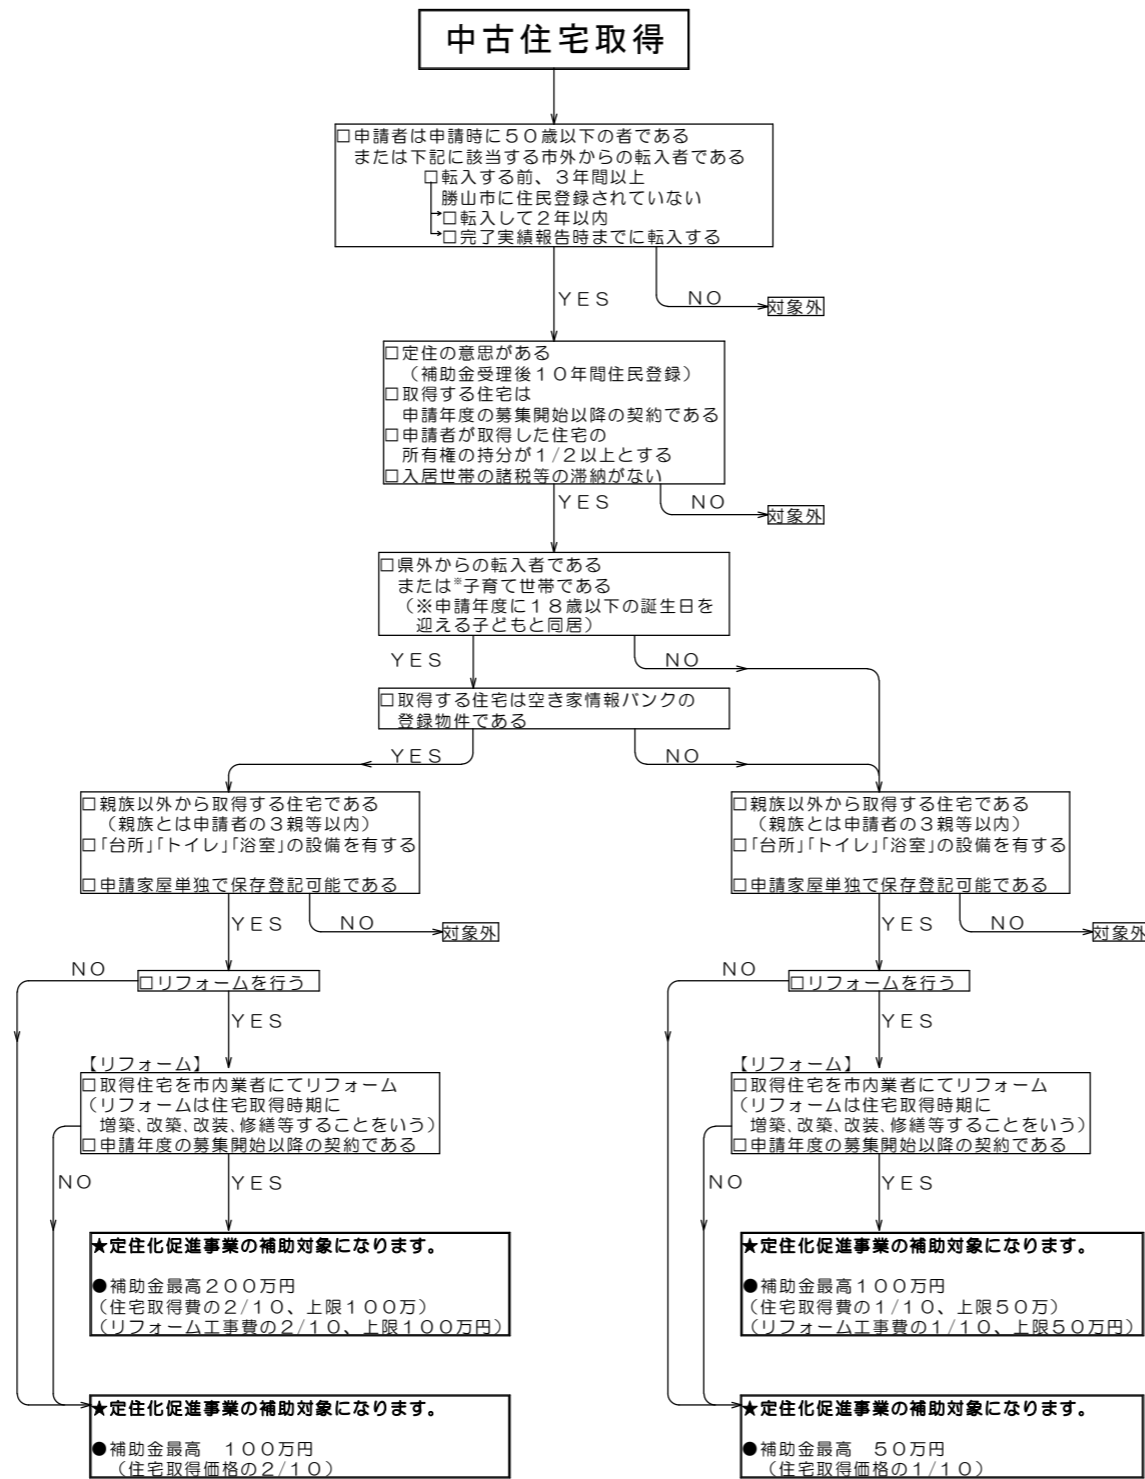 中古住宅取得
□申請者は申請時に50歳以下の者である
または下記に該当する市外からの転入者である
□転入する前、3年間以上
勝山市に住民登録されていない
□転入して2年以内
□完了実績報告時までに転入する
YES
NO
対象外
□定住の意思がある
（補助金受理後10年間住民登録）
□取得する住宅は
申請年度の募集開始以降の契約である
□申請者が取得した住宅の
所有権の持分が1/2以上とする
□入居世帯の諸税等の滞納がない
YES
NO
対象外
□県外からの転入者である
または※子育て世帯である
（※申請年度に18歳以下の誕生日を
迎える子どもと同居）
YES
NO
□取得する住宅は空き家情報バンクの
登録物件である
YES
NO
□親族以外から取得する住宅である
（親族とは申請者の3親等以内）
□「台所」「トイレ」「浴室」の設備を有する
□申請家屋単独で保存登記可能である
YES
NO
対象外
NO
□リフォームを行う
YES
【リフォーム】
□取得住宅を市内業者にてリフォーム
（リフォームは住宅取得時期に
増築、改築、改装、修繕等することをいう）
□申請年度の募集開始以降の契約である
NO
YES
★定住化促進事業の補助対象になります。
●補助金最高200万円
（住宅取得費の2/10、上限100万）
（リフォーム工事費の2/10、上限100万円）
★定住化促進事業の補助対象になります。
●補助金最高　100万円
（住宅取得価格の2/10）
□親族以外から取得する住宅である
（親族とは申請者の3親等以内）
□「台所」「トイレ」「浴室」の設備を有する
□申請家屋単独で保存登記可能である
YES
NO
対象外
NO
□リフォームを行う
YES
【リフォーム】
□取得住宅を市内業者にてリフォーム
（リフォームは住宅取得時期に
増築、改築、改装、修繕等することをいう）
□申請年度の募集開始以降の契約である
NO
YES
★定住化促進事業の補助対象になります。
●補助金最高100万円
（住宅取得費の1/10、上限50万）
（リフォーム工事費の1/10、上限50万円）
★定住化促進事業の補助対象になります。
●補助金最高　50万円
（住宅取得価格の1/10）